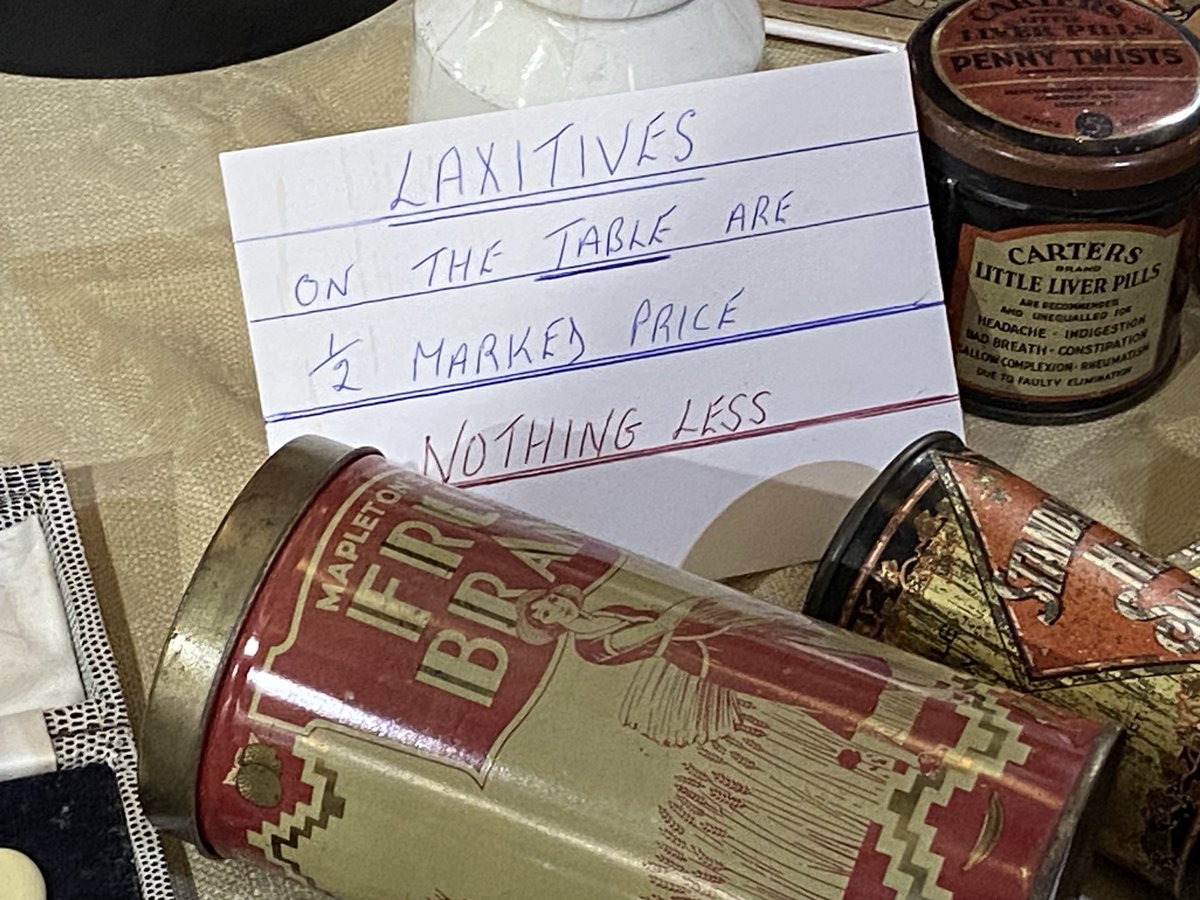 CARTERS
LITTLE
LIVER PILLS
PENNY TWISTS
LAXITIVES
ON THE TABLE ARE
1/2 MARKED PRICE
NOTHING LESS
CARTERS
BRAND
LITTLE LIVER PILLS
ARE RECOMMENDED
AND UNEQUALLED FOR
HEADACHE · INDIGESTION
BAD BREATH · CONSTIPATION
SALLOW COMPLEXION · RHEUMATISM
DUE TO FAULTY ELIMINATION
MAPLETON'S